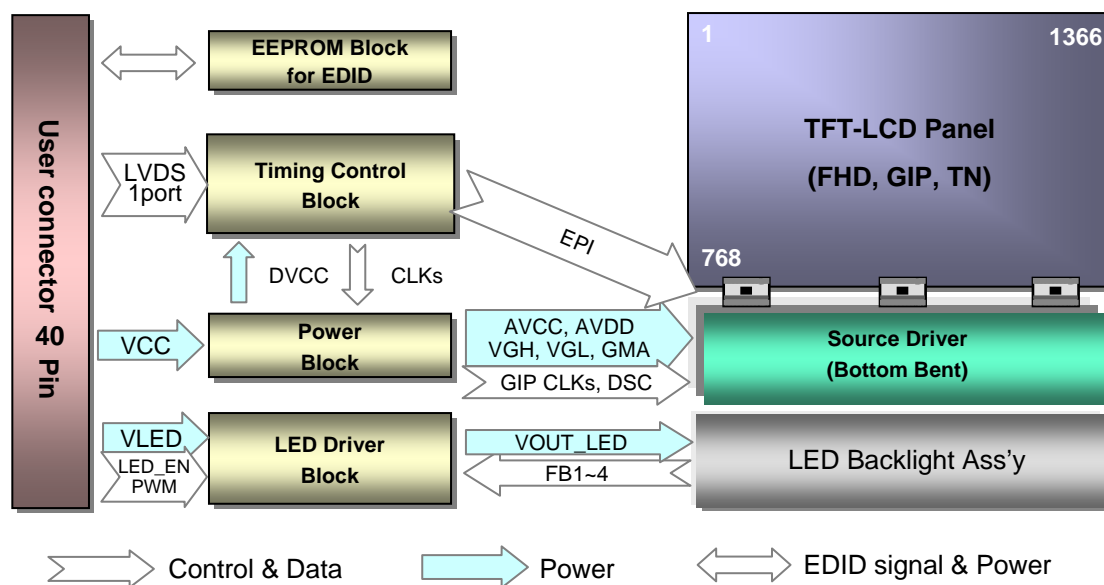 User connector 40 Pin
EEPROM Block
for EDID
LVDS
1port
Timing Control
Block
EPI
DVCC
CLKs
VCC
Power
Block
AVCC, AVDD
VGH, VGL, GMA
GIP CLKs, DSC
VLED
LED_EN
PWM
LED Driver
Block
VOUT_LED
FB1~4
1
1366
TFT-LCD Panel
(FHD, GIP, TN)
768
Source Driver
(Bottom Bent)
LED Backlight Ass’y
Control & Data
Power
EDID signal & Power